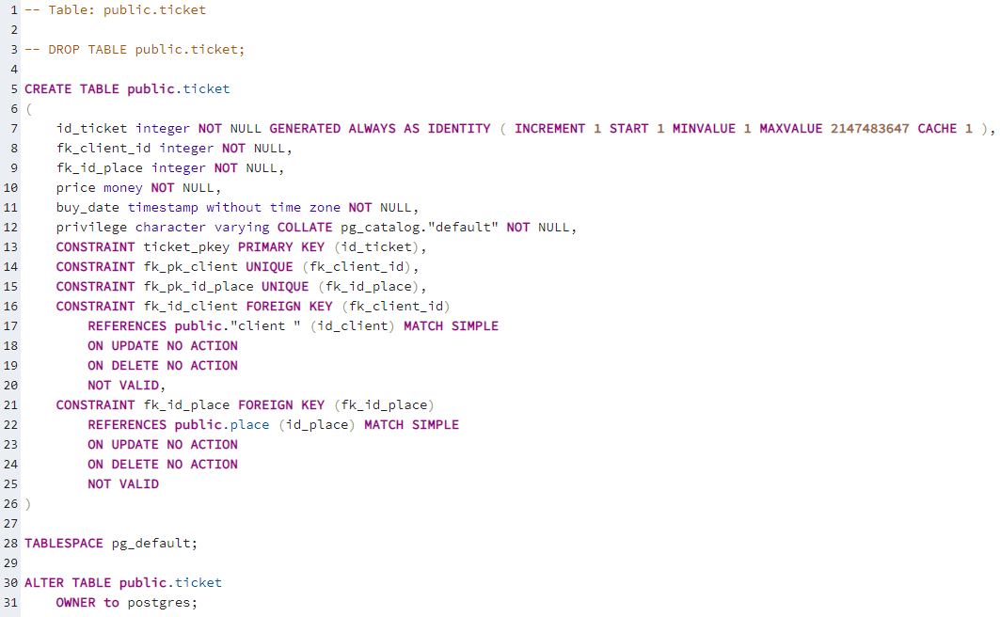 1 -- Table: public.ticket
2
3 -- DROP TABLE public.ticket;
4
5 CREATE TABLE public.ticket
6 (
7     id_ticket integer NOT NULL GENERATED ALWAYS AS IDENTITY ( INCREMENT 1 START 1 MINVALUE 1 MAXVALUE 2147483647 CACHE 1 ),
8     fk_client_id integer NOT NULL,
9     fk_id_place integer NOT NULL,
10     price money NOT NULL,
11     buy_date timestamp without time zone NOT NULL,
12     privilege character varying COLLATE pg_catalog."default" NOT NULL,
13     CONSTRAINT ticket_pkey PRIMARY KEY (id_ticket),
14     CONSTRAINT fk_pk_client UNIQUE (fk_client_id),
15     CONSTRAINT fk_pk_id_place UNIQUE (fk_id_place),
16     CONSTRAINT fk_id_client FOREIGN KEY (fk_client_id)
17         REFERENCES public."client " (id_client) MATCH SIMPLE
18         ON UPDATE NO ACTION
19         ON DELETE NO ACTION
20         NOT VALID,
21     CONSTRAINT fk_id_place FOREIGN KEY (fk_id_place)
22         REFERENCES public.place (id_place) MATCH SIMPLE
23         ON UPDATE NO ACTION
24         ON DELETE NO ACTION
25         NOT VALID
26 )
27
28 TABLESPACE pg_default;
29
30 ALTER TABLE public.ticket
31     OWNER to postgres;